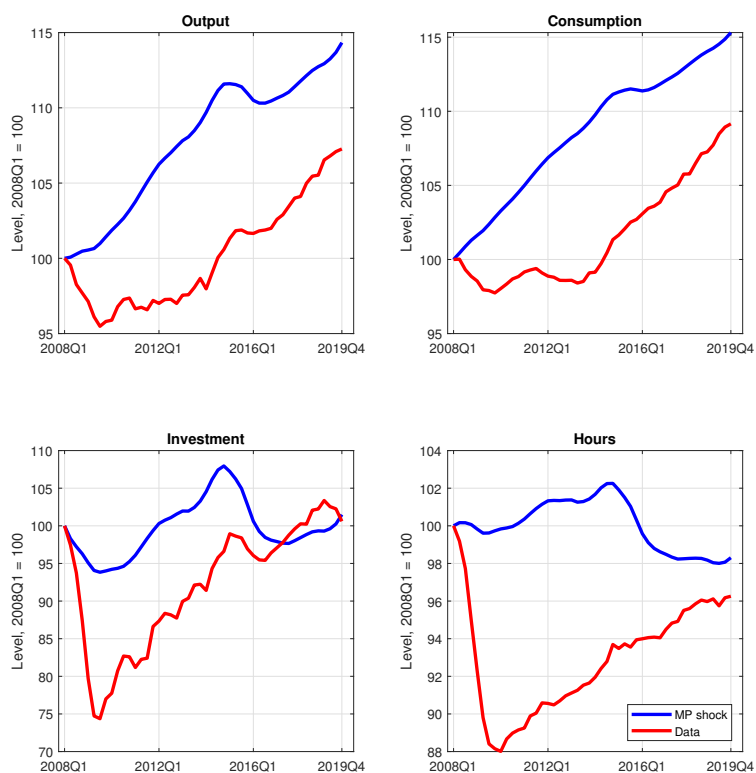 Output
Level, 2008Q1 = 100
115
110
105
100
95
2008Q1 2012Q1 2016Q1 2019Q4
Consumption
Level, 2008Q1 = 100
115
110
105
100
95
2008Q1 2012Q1 2016Q1 2019Q4
Investment
Level, 2008Q1 = 100
110
105
100
95
90
85
80
75
70
2008Q1 2012Q1 2016Q1 2019Q4
Hours
Level, 2008Q1 = 100
104
102
100
98
96
94
92
90
88
2008Q1 2012Q1 2016Q1 2019Q4
MP shock
Data